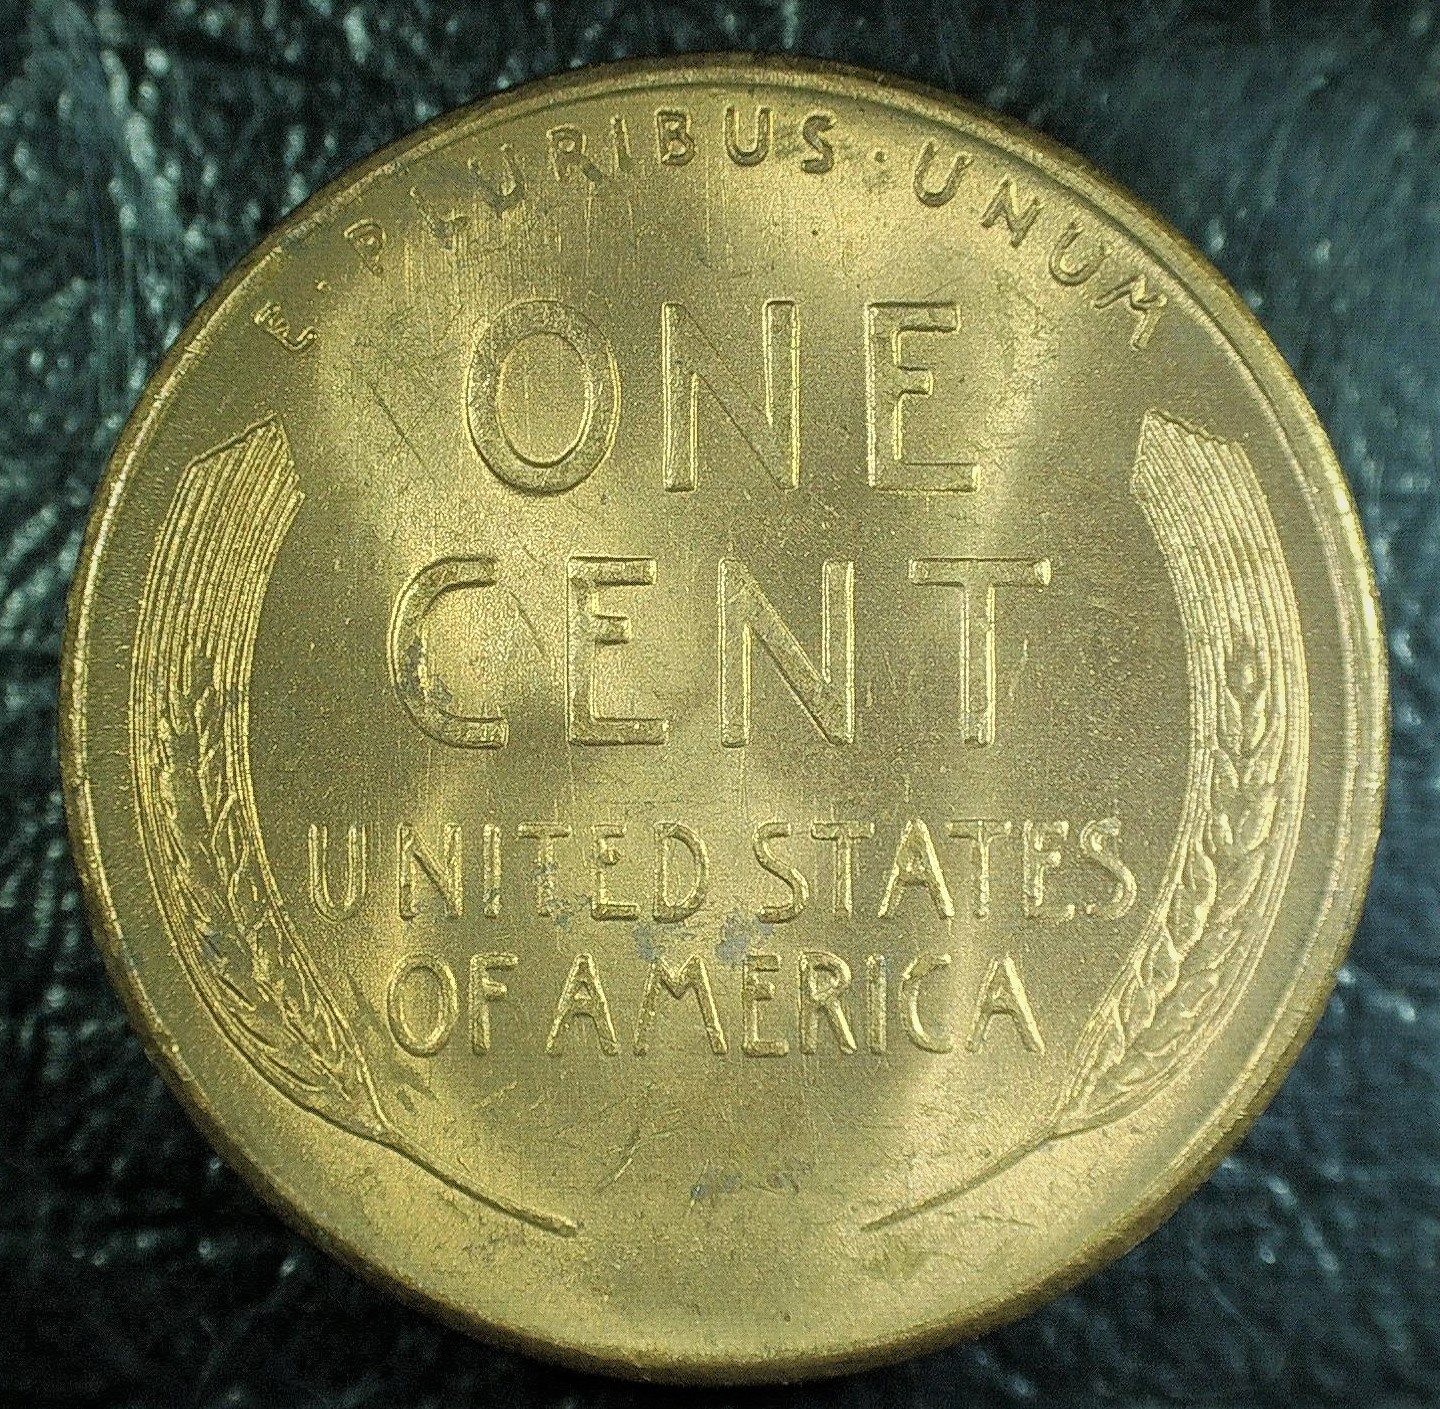 E · PLURIBUS · UNUM
ONE
CENT
UNITED STATES
OF AMERICA